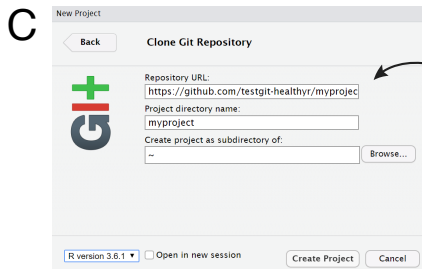 C
New Project
Back
Clone Git Repository
Repository URL:
https://github.com/testgit-healthyr/myprojec
Project directory name:
myproject
Create project as subdirectory of:
~
Browse...
Git
R version 3.6.1
Open in new session
Create Project
Cancel